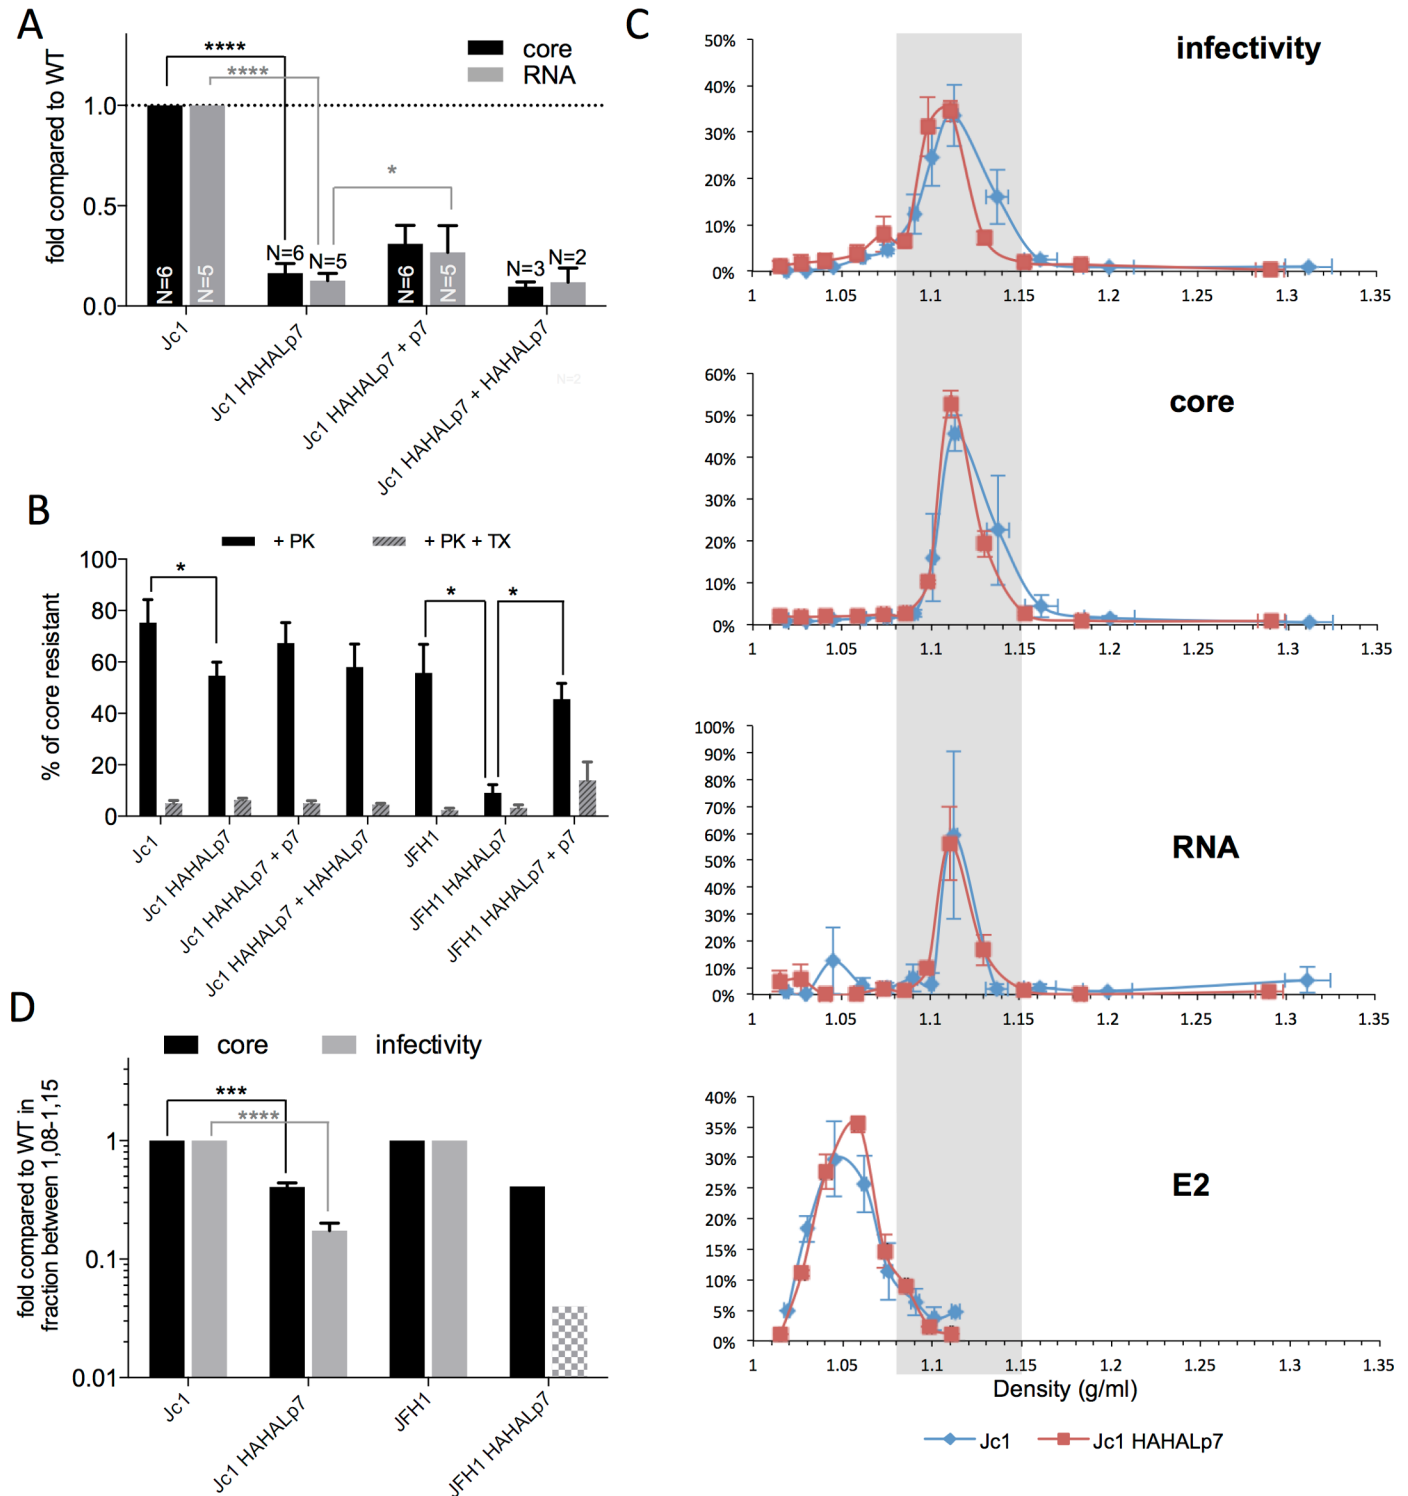 A
fold compared to WT
core
RNA
****
****
*
1.0
0.5
0.0
N=6
N=5
N=6
N=5
N=6
N=5
N=3
N=2
N=2
Jc1
Jc1 HAHALp7
Jc1 HAHALp7 + p7
Jc1 HAHALp7 + HAHALp7
B
+ PK
+ PK + TX
% of core resistant
100
80
60
40
20
0
*
*
*
Jc1
Jc1 HAHALp7
Jc1 HAHALp7 + p7
Jc1 HAHALp7 + HAHALp7
JFH1
JFH1 HAHALp7
JFH1 HAHALp7 + p7
C
infectivity
50%
40%
30%
20%
10%
0%
1 1.05 1.1 1.15 1.2 1.25 1.3 1.35
core
60%
50%
40%
30%
20%
10%
0%
1 1.05 1.1 1.15 1.2 1.25 1.3 1.35
RNA
100%
90%
80%
70%
60%
50%
40%
30%
20%
10%
0%
1 1.05 1.1 1.15 1.2 1.25 1.3 1.35
E2
40%
35%
30%
25%
20%
15%
10%
5%
0%
1 1.05 1.1 1.15 1.2 1.25 1.3 1.35
Density (g/ml)
Jc1 Jc1 HAHALp7
D
core
infectivity
fold compared to WT in
fraction between 1,08-1,15
***
****
1
0.1
0.01
Jc1
Jc1 HAHALp7
JFH1
JFH1 HAHALp7